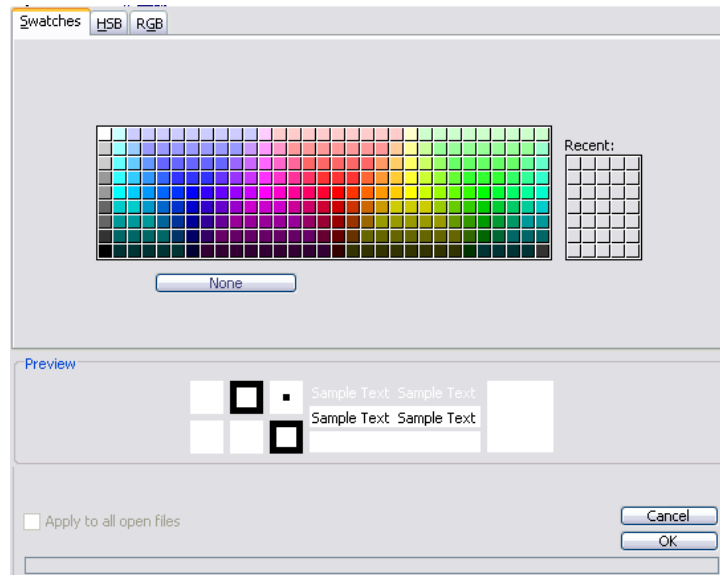 Swatches HSB RGB
Recent:
None
Preview
Sample Text Sample Text
Sample Text Sample Text
Apply to all open files
Cancel
OK